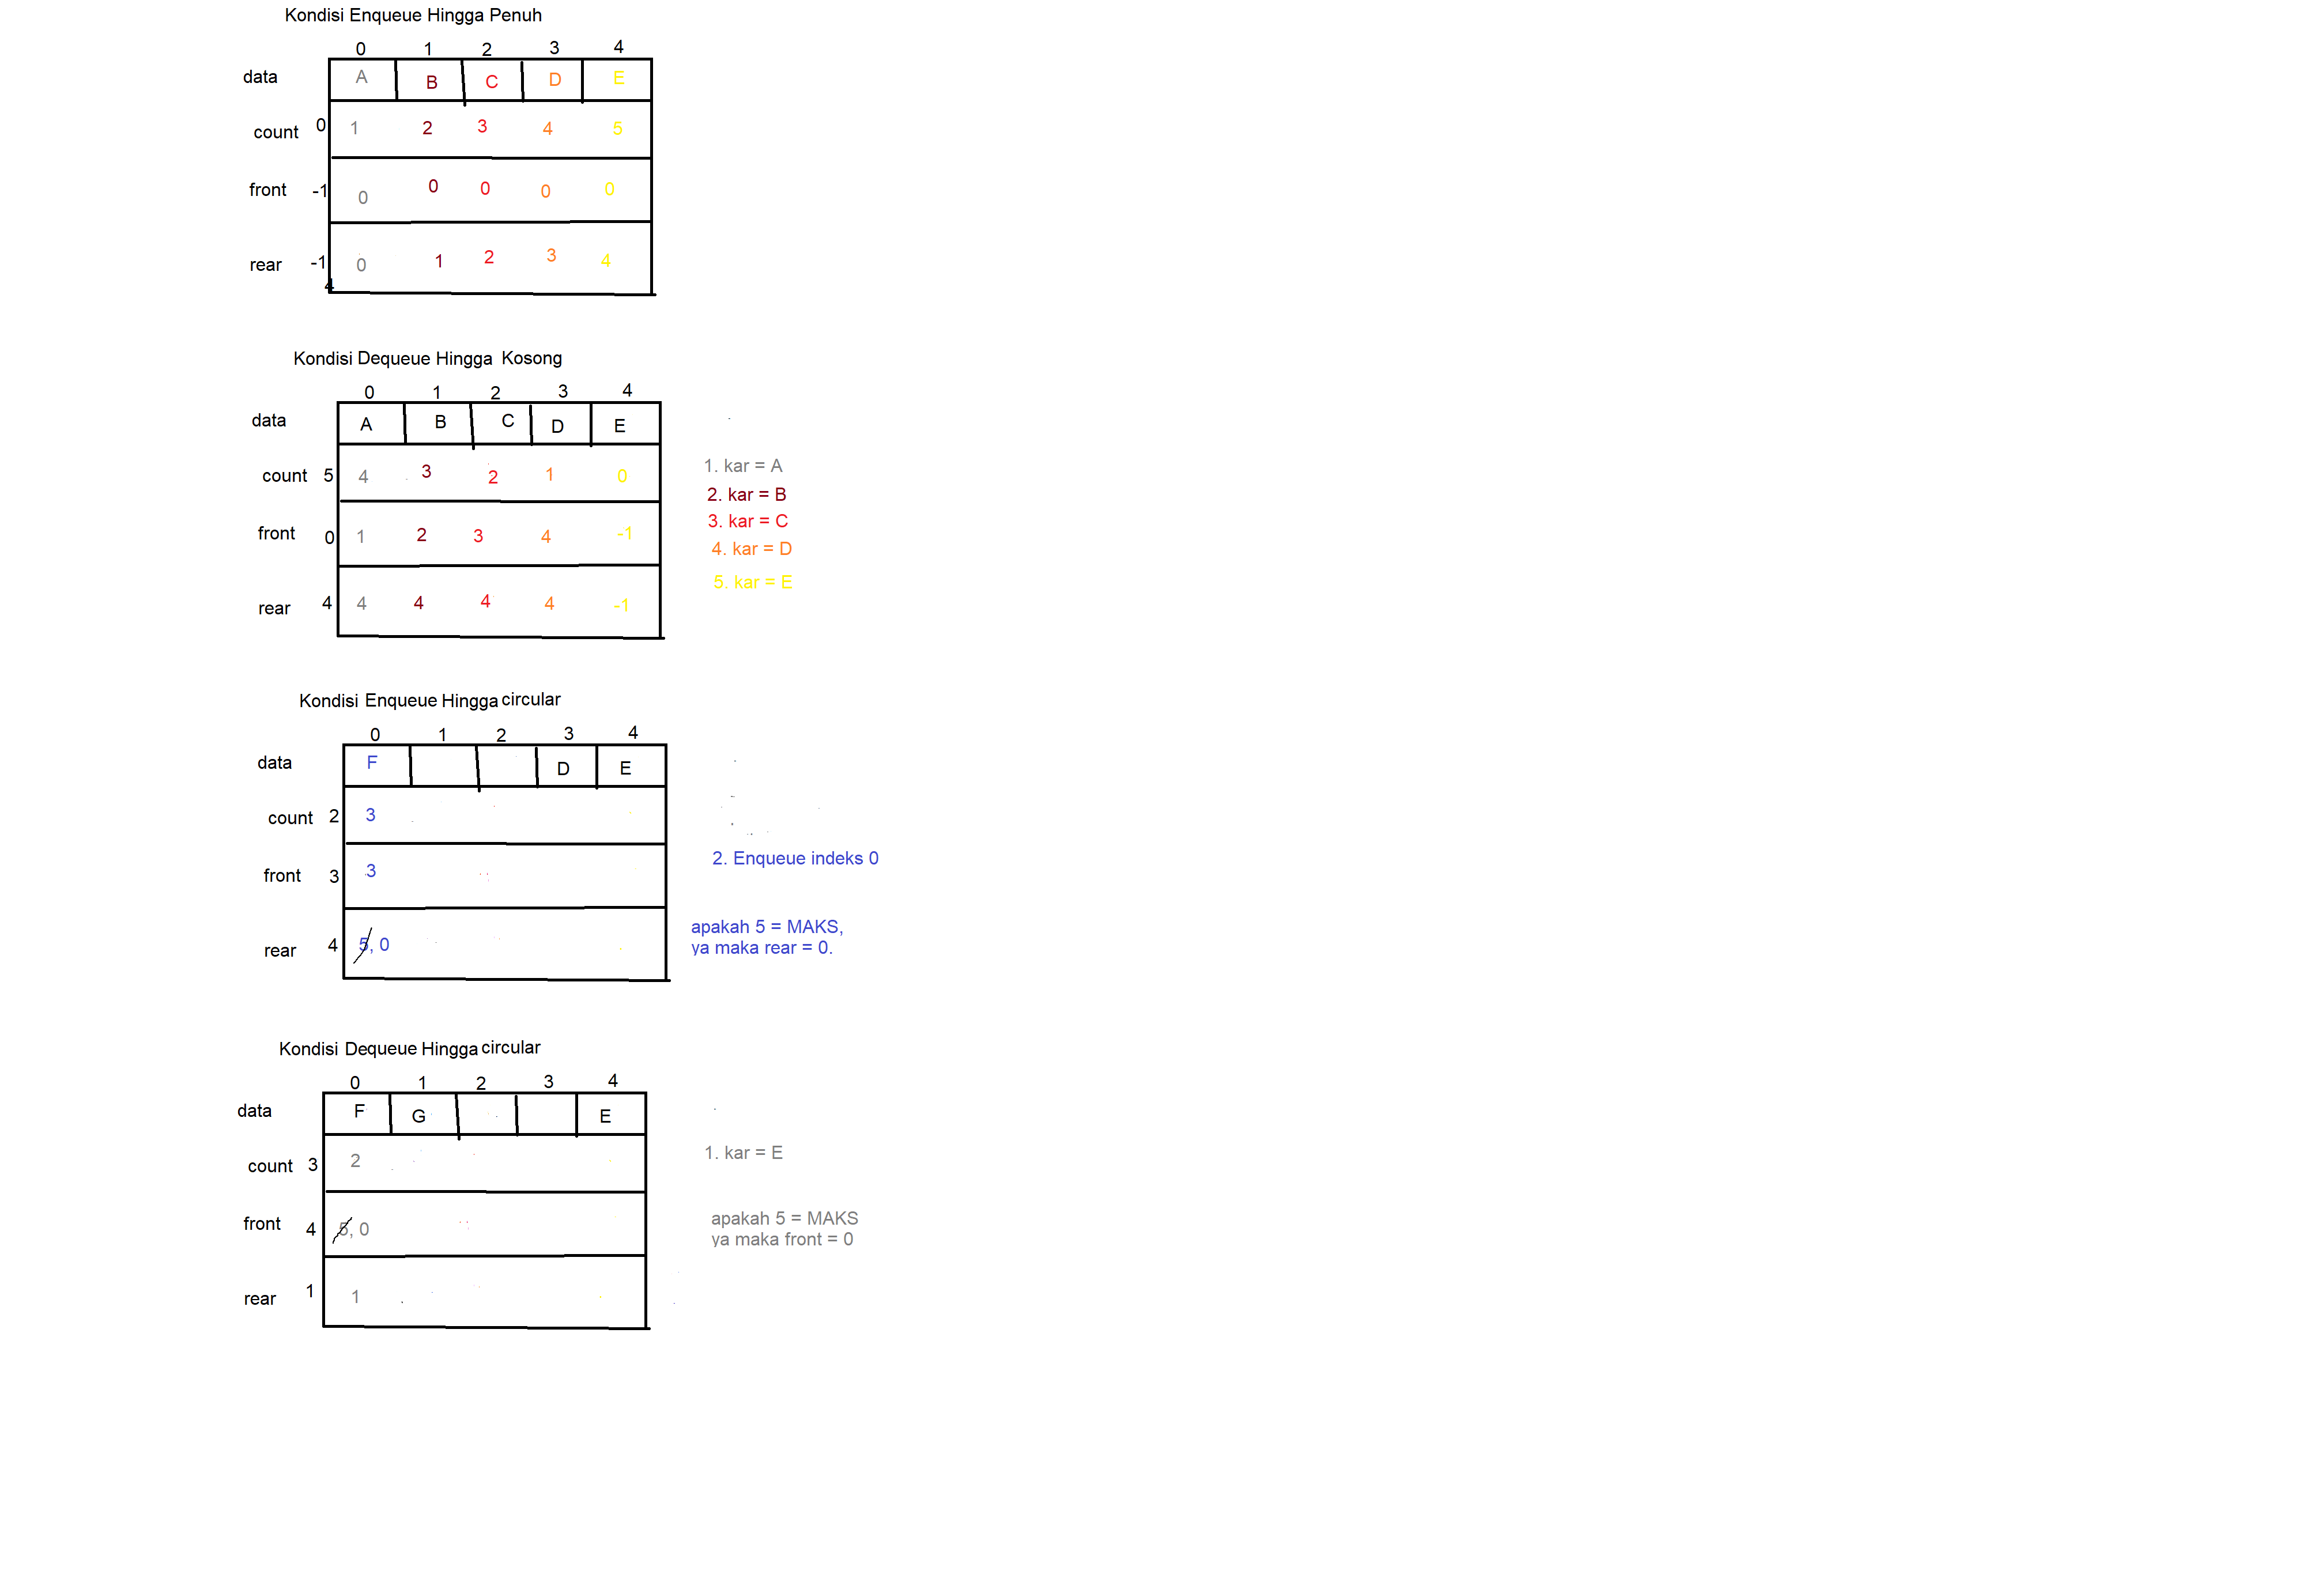 Kondisi Enqueue Hingga Penuh
0 1 2 3 4
data A B C D E
count 0 1 2 3 4 5
front -1 0 0 0 0 0
rear -1 0 1 2 3 4
4
Kondisi Dequeue Hingga Kosong
0 1 2 3 4
data A B C D E
count 5 4 3 2 1 0
1. kar = A
2. kar = B
3. kar = C
front 0 1 2 3 4 -1
4. kar = D
5. kar = E
rear 4 4 4 4 4 -1
Kondisi Enqueue Hingga circular
0 1 2 3 4
data F D E
count 2 3
2. Enqueue indeks 0
front 3 3
rear 4 5, 0
apakah 5 = MAKS,
ya maka rear = 0.
Kondisi Dequeue Hingga circular
0 1 2 3 4
data F G E
count 3 2
1. kar = E
front 4 5, 0
apakah 5 = MAKS
ya maka front = 0
rear 1 1